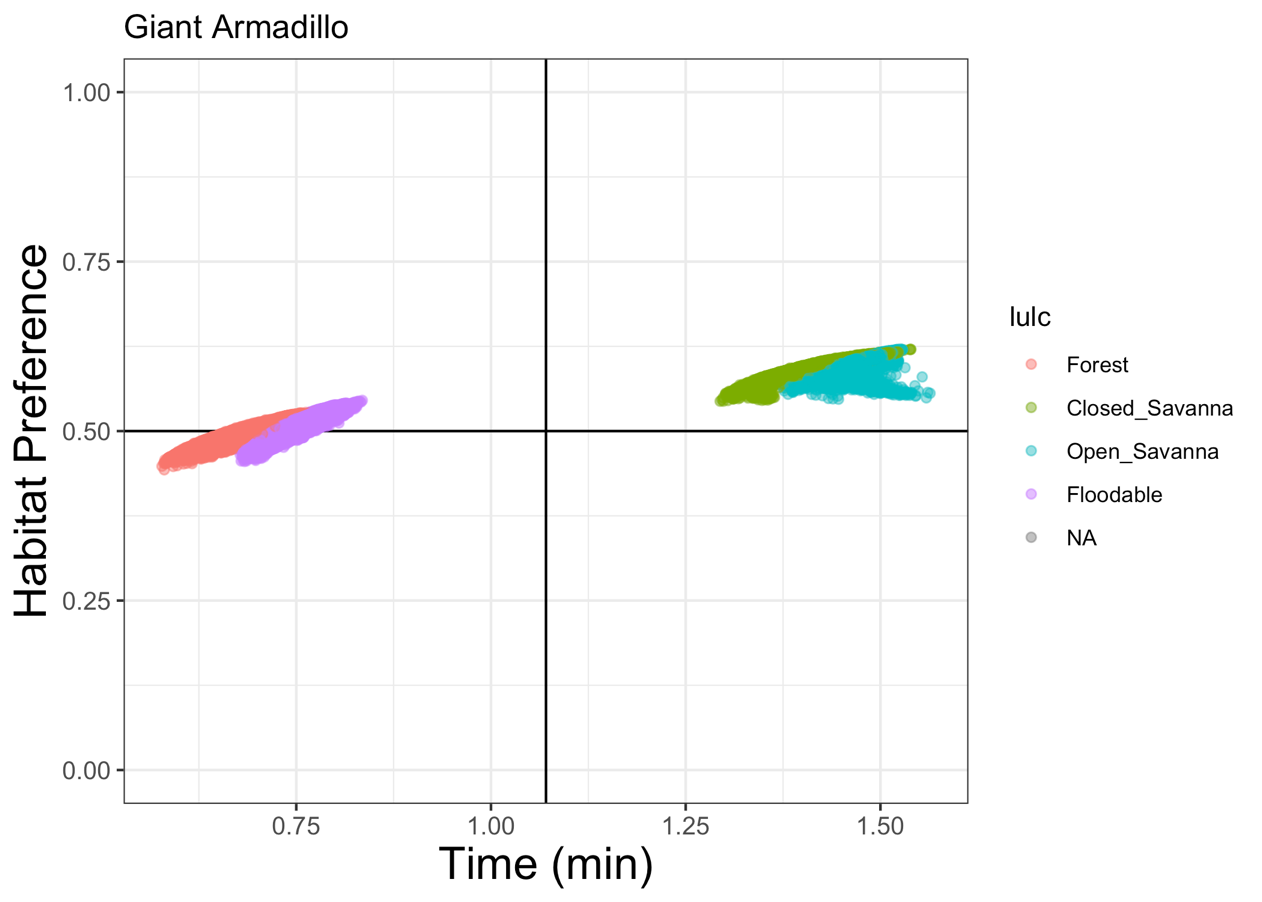 Giant Armadillo
Habitat Preference
1.00
0.75
0.50
0.25
0.00
0.75 1.00 1.25 1.50
Time (min)
lulc
Forest
Closed_Savanna
Open_Savanna
Floodable
NA